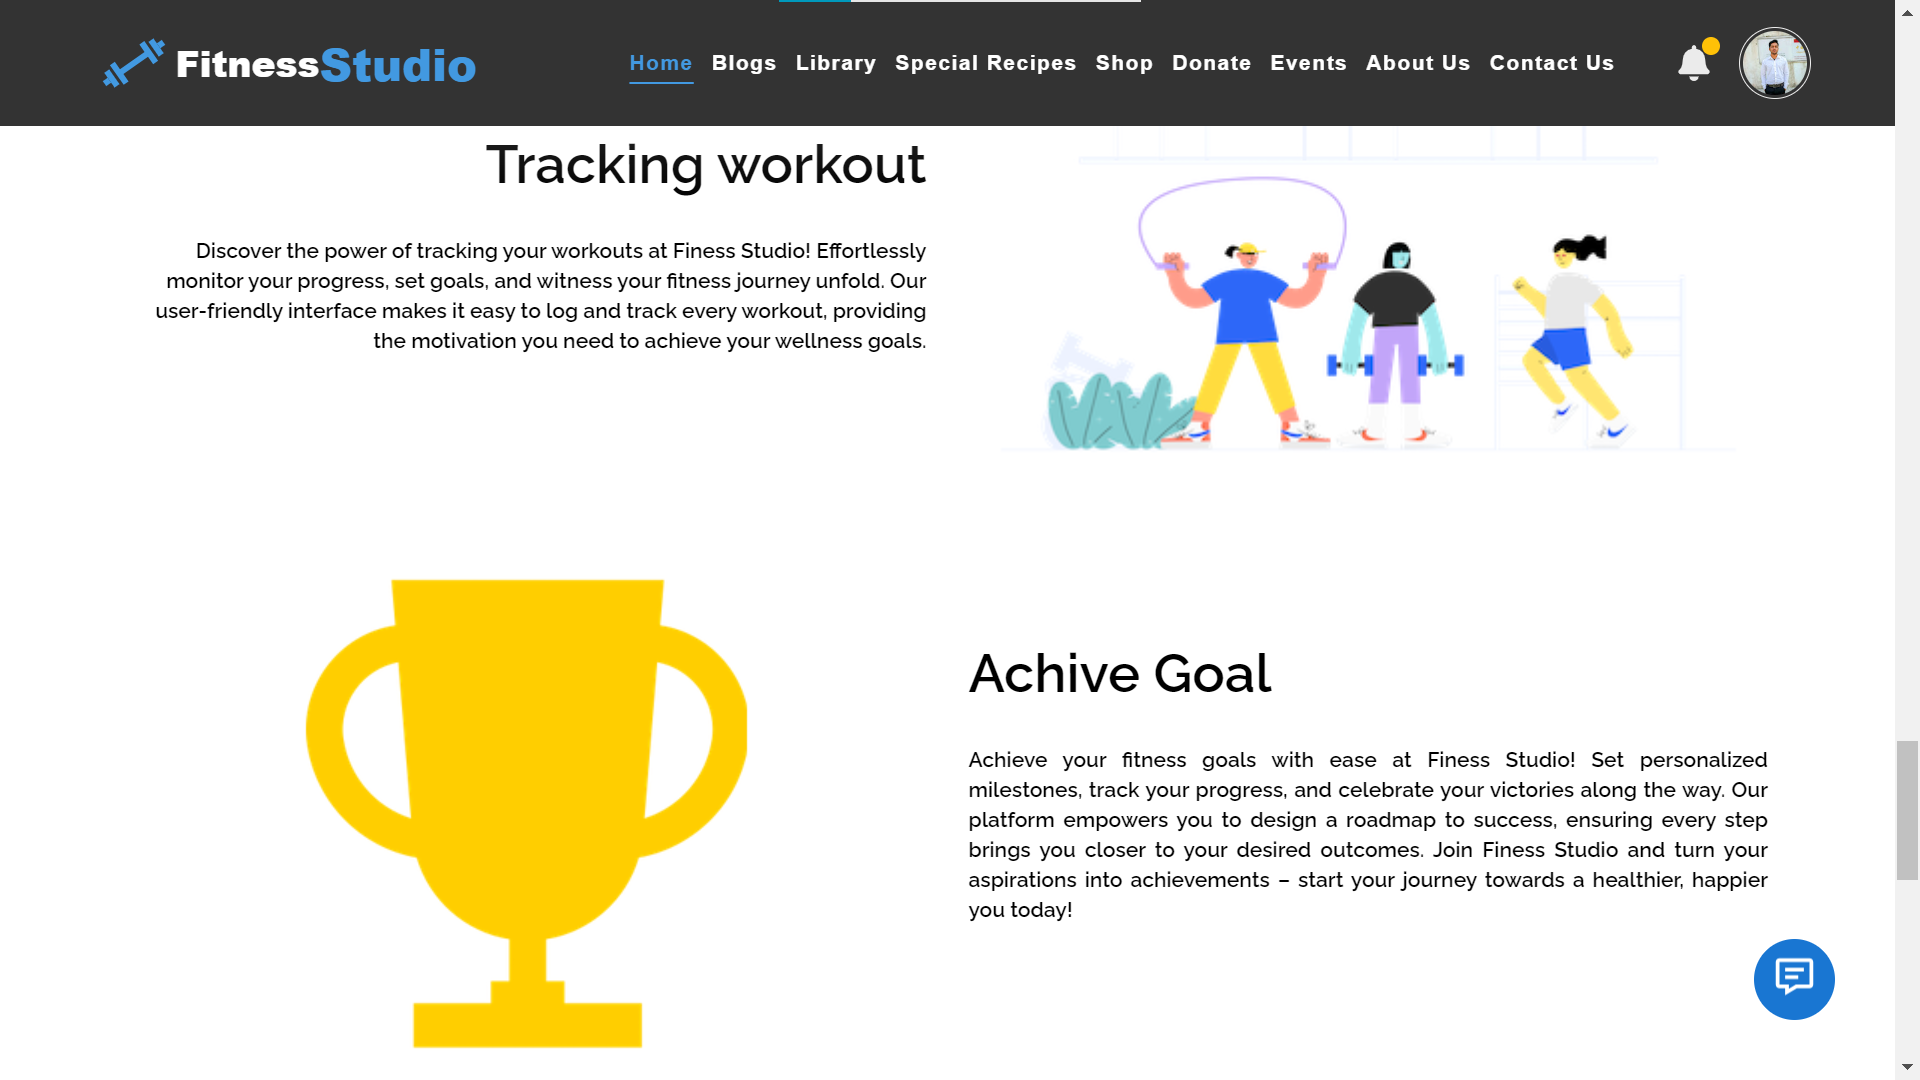 FitnessStudio
Home Blogs Library Special Recipes Shop Donate Events About Us Contact Us
Tracking workout
Discover the power of tracking your workouts at Finess Studio! Effortlessly
monitor your progress, set goals, and witness your fitness journey unfold. Our
user-friendly interface makes it easy to log and track every workout, providing
the motivation you need to achieve your wellness goals.
Achive Goal
Achieve your fitness goals with ease at Finess Studio! Set personalized
milestones, track your progress, and celebrate your victories along the way. Our
platform empowers you to design a roadmap to success, ensuring every step
brings you closer to your desired outcomes. Join Finess Studio and turn your
aspirations into achievements – start your journey towards a healthier, happier
you today!